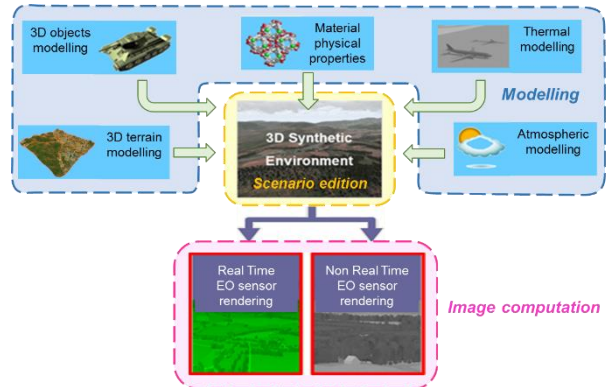 3D objects
modelling
Material
physical
properties
Thermal
modelling
Modelling
3D terrain
modelling
3D Synthetic
Environment
Scenario edition
Atmospheric
modelling
Real Time
EO sensor
rendering
Non Real Time
EO sensor
rendering
Image computation